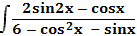 ∫ (2sin2x − cosx) / (6 − cos²x − sinx)